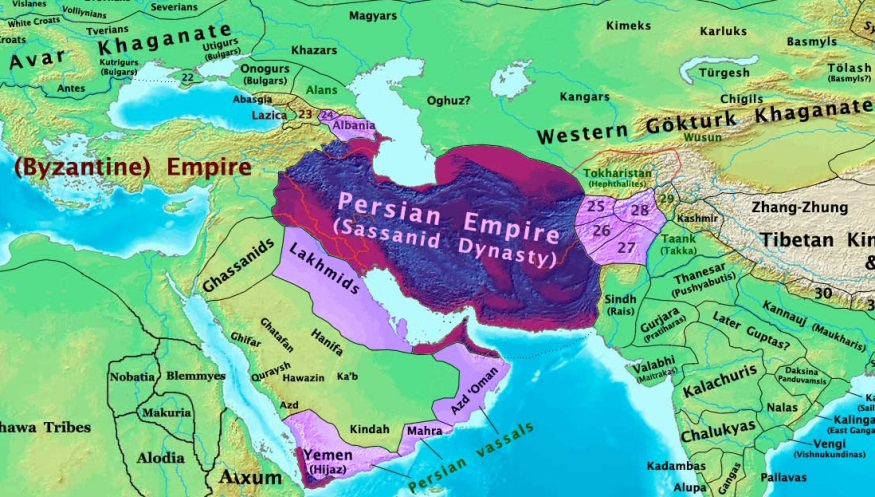 Vislanes
White Croats
Volliynians
Severians
Croats
Tverians
Avar Khaganate
Kutrigurs
(Bulgars)
Utigurs
(Bulgars)
Antes
22
Magyars
Khazars
Onogurs
(Bulgars)
Alans
Abasgia
Lazica
23
24
Albania
Oghuz?
Kimeks
Karluks
Basmyls
Tölash
(Basmyls?)
Türgesh
Kangars
Chigils
Western Gökturk Khaganate
Wusun
(Byzantine) Empire
Persian Empire
(Sassanid Dynasty)
Tokharistan
(Hephthalites)
25
28
29
26
27
Kashmir
Zhang-Zhung
Taank
(Takka)
Tibetan Kin
&
30
3
Ghassanids
Lakhmids
Sindh
(Rais)
Thanesar
(Pushyabutis)
Gurjara
(Pratiharas)
Later Guptas?
Kannauj (Maukharis)
Valabhi
(Maitrakas)
Kalachuris
Daksina
Panduvamsis
Nalas
Chalukyas
Kalinga
(East Ganga
Vengi
(Vishnukundinas)
Kadambas
Alupa
Gangas
Pallavas
Ghifar
Ghatafan
Hanifa
Quraysh
Hawazin
Ka'b
Azd
Kindah
Mahra
Azd 'Oman
Yemen
(Hijaz)
Persian vassals
Nobatia
Blemmyes
Makuria
Alodia
hawa Tribes
Axum